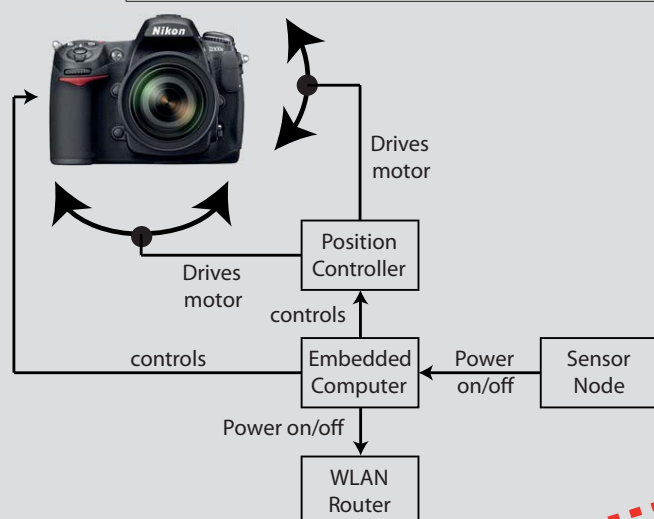 Nikon
D300s
Drives
motor
Position
Controller
Drives
motor
controls
controls
Embedded
Computer
Power
on/off
Sensor
Node
Power on/off
WLAN
Router